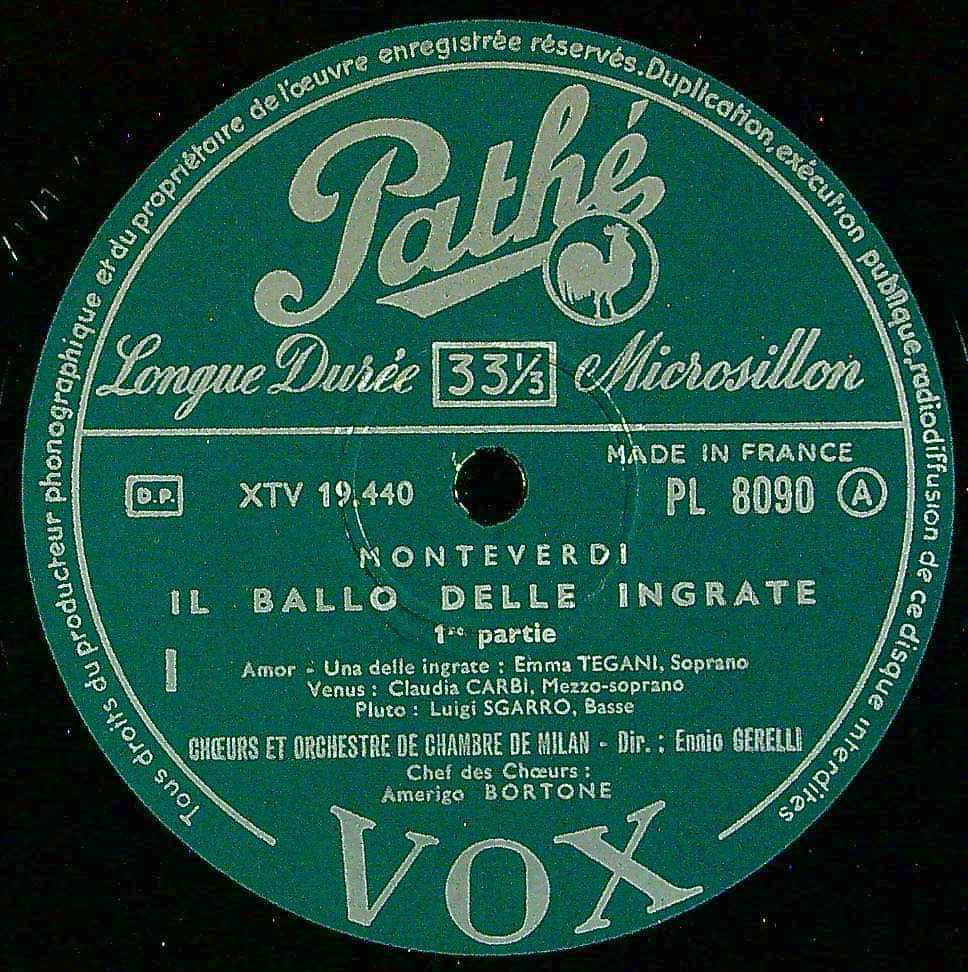 Tous droits du producteur phonographique et du propriétaire de l'œuvre enregistrée réservés. Duplication, exécution publique, radiodiffusion de ce disque interdites
Pathé
Longue Durée 33 1/3 Microsillon
MADE IN FRANCE
D.P. XTV 19.440 PL 8090 A
MONTEVERDI
IL BALLO DELLE INGRATE
1re partie
I
Amor - Una delle ingrate : Emma TEGANI, Soprano
Venus : Claudia CARBI, Mezzo-soprano
Pluto : Luigi SGARRO, Basse
CHŒURS ET ORCHESTRE DE CHAMBRE DE MILAN - Dir. : Ennio GERELLI
Chef des Chœurs :
Amerigo BORTONE
VOX